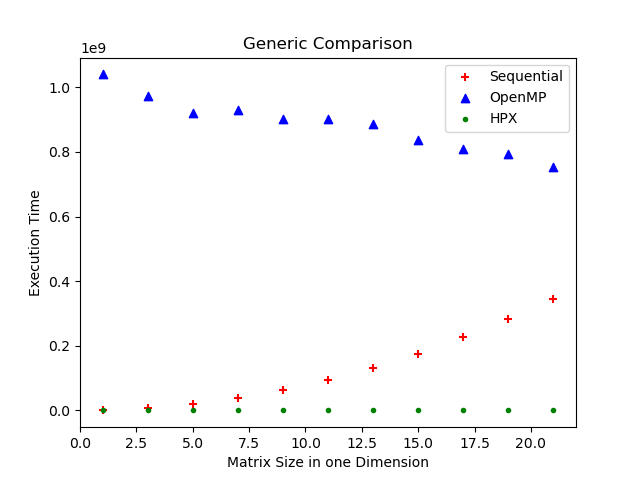 Generic Comparison
1e9
Sequential
OpenMP
HPX
1.0
0.8
0.6
0.4
0.2
0.0
Execution Time
0.0 2.5 5.0 7.5 10.0 12.5 15.0 17.5 20.0
Matrix Size in one Dimension